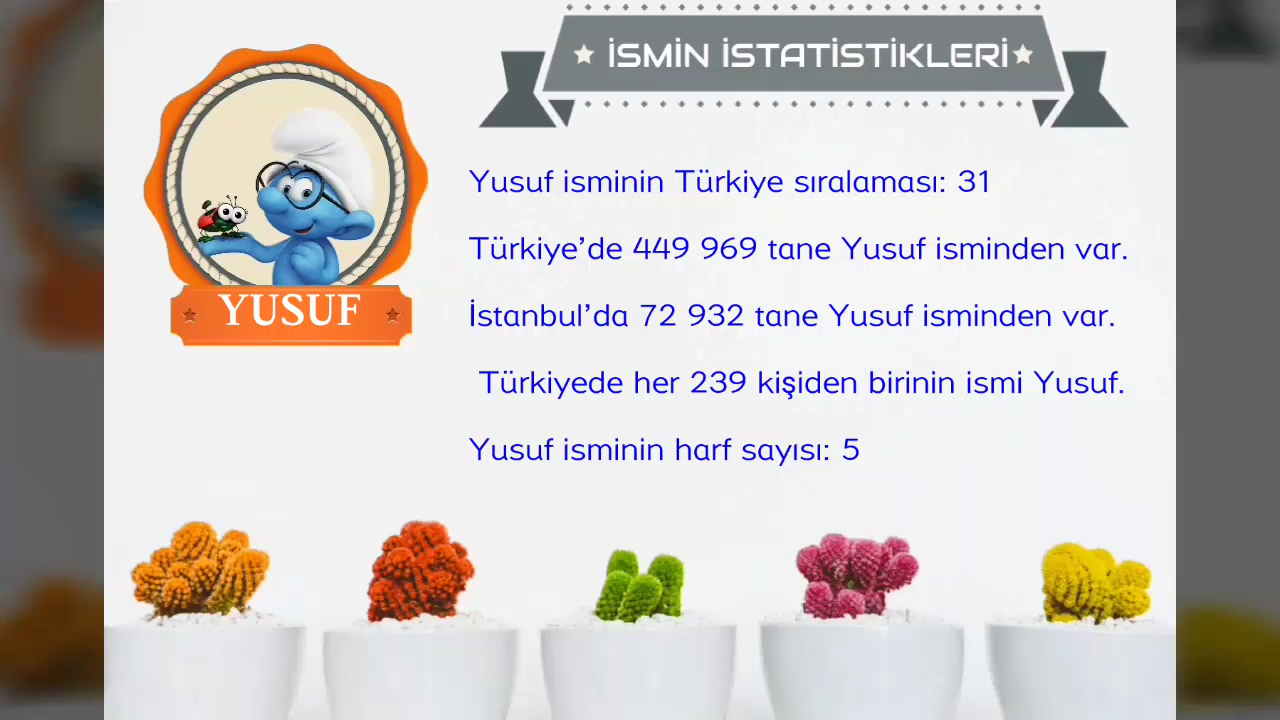 İSMİN İSTATİSTİKLERİ
YUSUF
Yusuf isminin Türkiye sıralaması: 31
Türkiye’de 449 969 tane Yusuf isminden var.
İstanbul’da 72 932 tane Yusuf isminden var.
Türkiyede her 239 kişiden birinin ismi Yusuf.
Yusuf isminin harf sayısı: 5